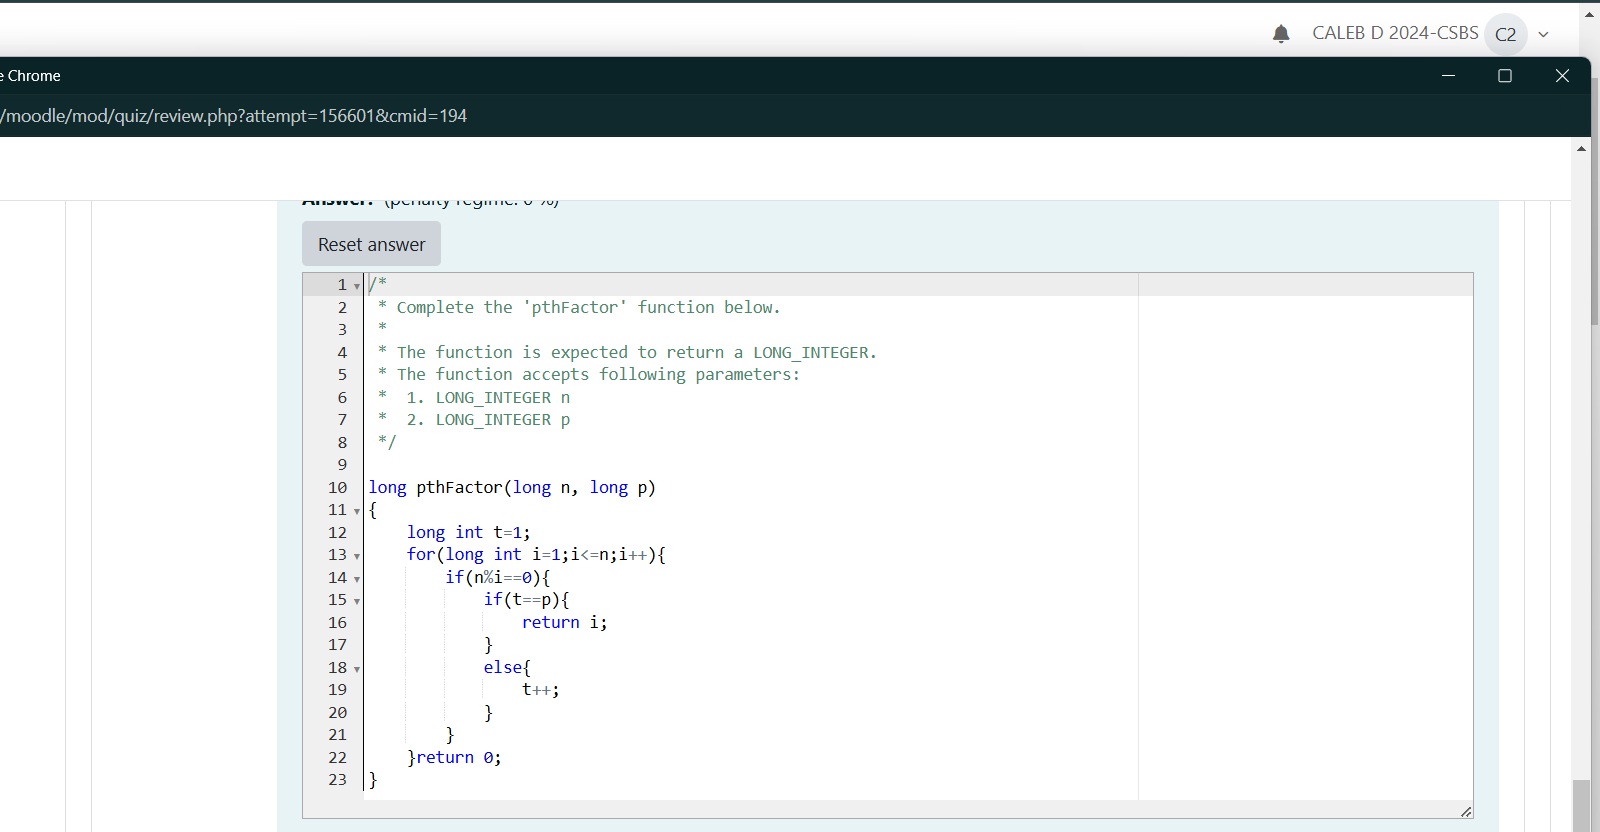 CALEB D 2024-CSBS C2
e Chrome
/moodle/mod/quiz/review.php?attempt=156601&cmid=194
Answer: (penalty regime: 0 %)
Reset answer
1 /*
2  * Complete the 'pthFactor' function below.
3  *
4  * The function is expected to return a LONG_INTEGER.
5  * The function accepts following parameters:
6  *  1. LONG_INTEGER n
7  *  2. LONG_INTEGER p
8  */
9
10 long pthFactor(long n, long p)
11 {
12     long int t=1;
13     for(long int i=1;i<=n;i++){
14         if(n%i==0){
15             if(t==p){
16                 return i;
17             }
18             else{
19                 t++;
20             }
21         }
22     }return 0;
23 }